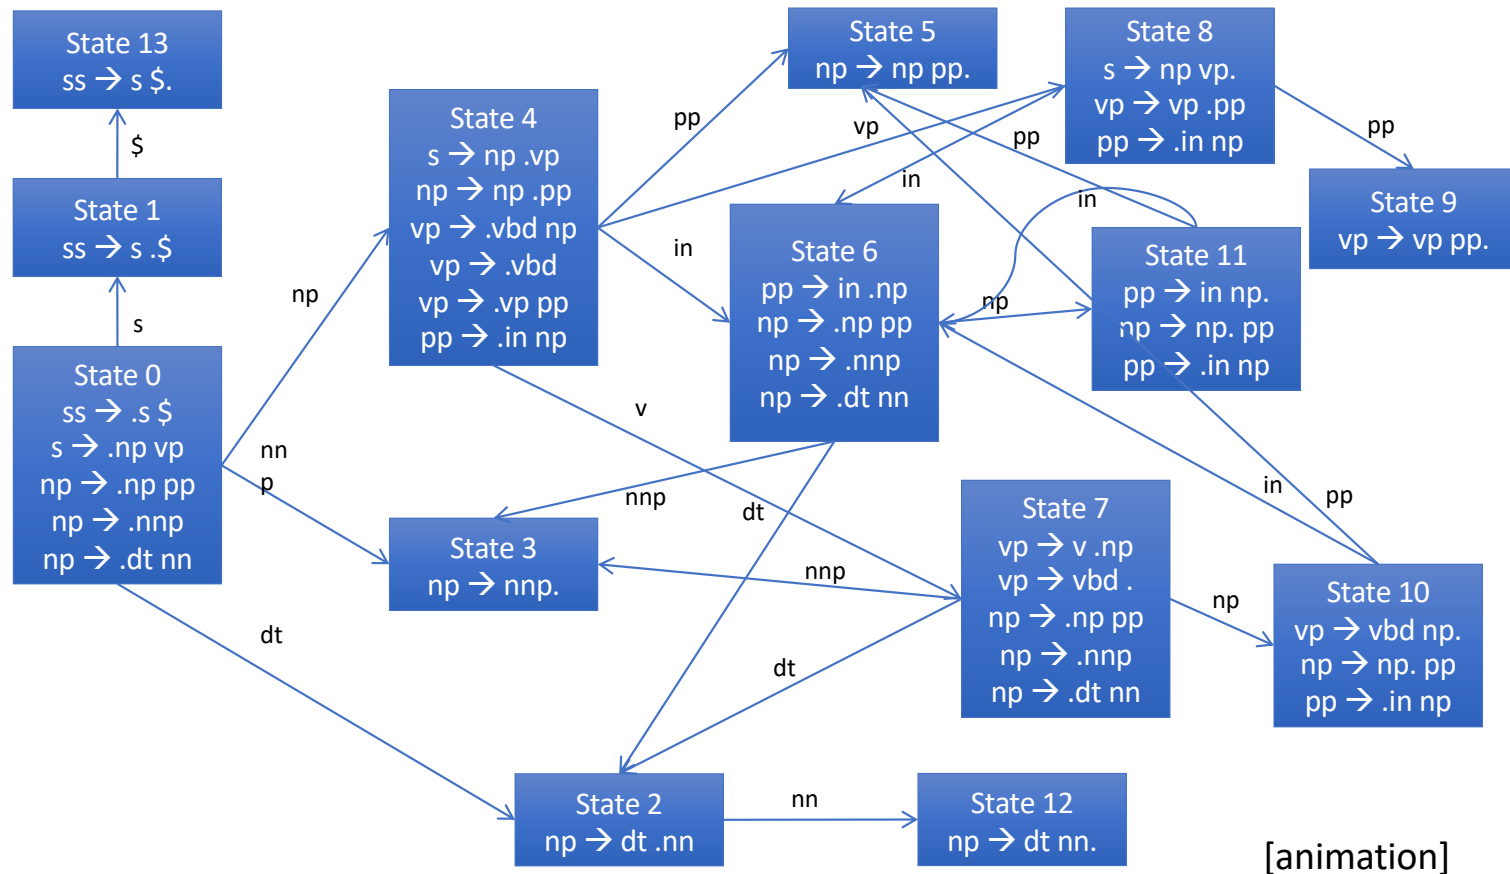 State 13
ss → s $.
$
State 1
ss → s .$
s
State 0
ss → .s $
s → .np vp
np → .np pp
np → .nnp
np → .dt nn
np
nn
p
dt
State 4
s → np .vp
np → np .pp
vp → .vbd np
vp → .vbd
vp → .vp pp
pp → .in np
pp
vp
in
v
State 5
np → np pp.
State 8
s → np vp.
vp → vp .pp
pp → .in np
pp
in
State 9
vp → vp pp.
State 6
pp → in .np
np → .np pp
np → .nnp
np → .dt nn
np
nnp
dt
State 11
pp → in np.
np → np. pp
pp → .in np
pp
in
State 3
np → nnp.
State 7
vp → v .np
vp → vbd .
np → .np pp
np → .nnp
np → .dt nn
nnp
dt
np
State 10
vp → vbd np.
np → np. pp
pp → .in np
in
pp
State 2
np → dt .nn
nn
State 12
np → dt nn.
[animation]